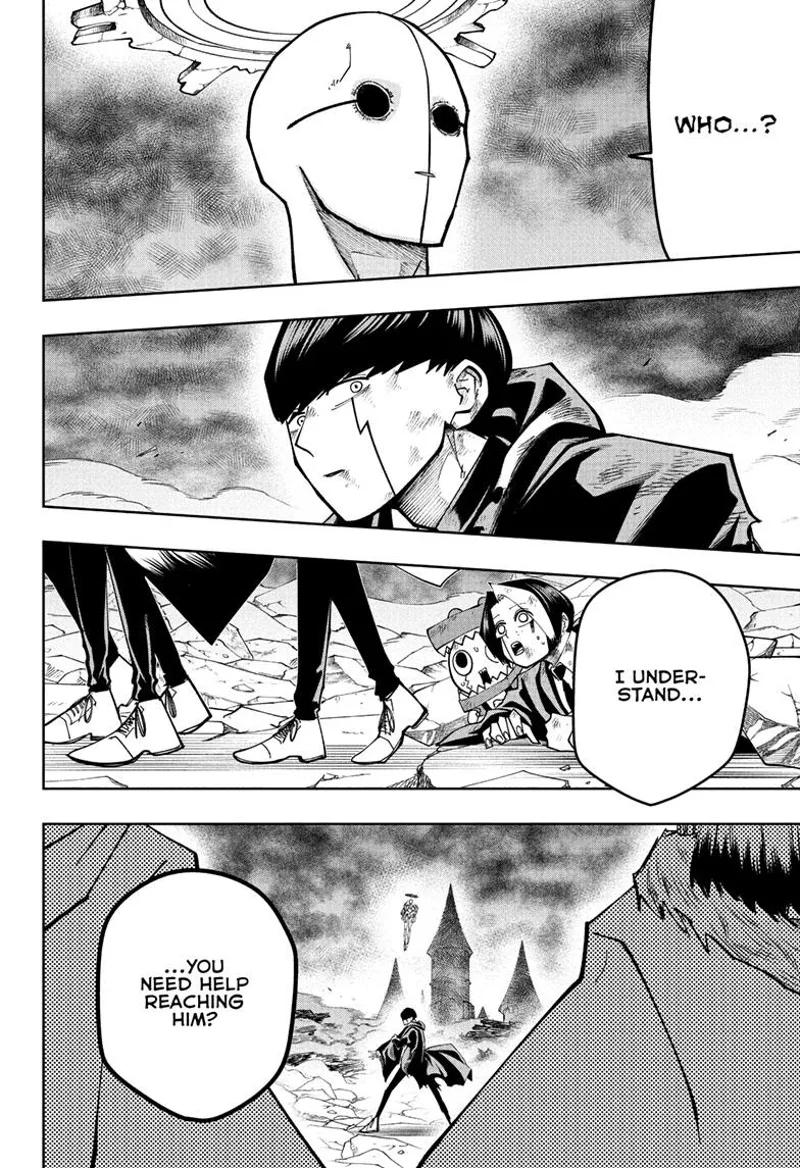 WHO...?
I UNDER-
STAND...
...YOU
NEED HELP
REACHING
HIM?